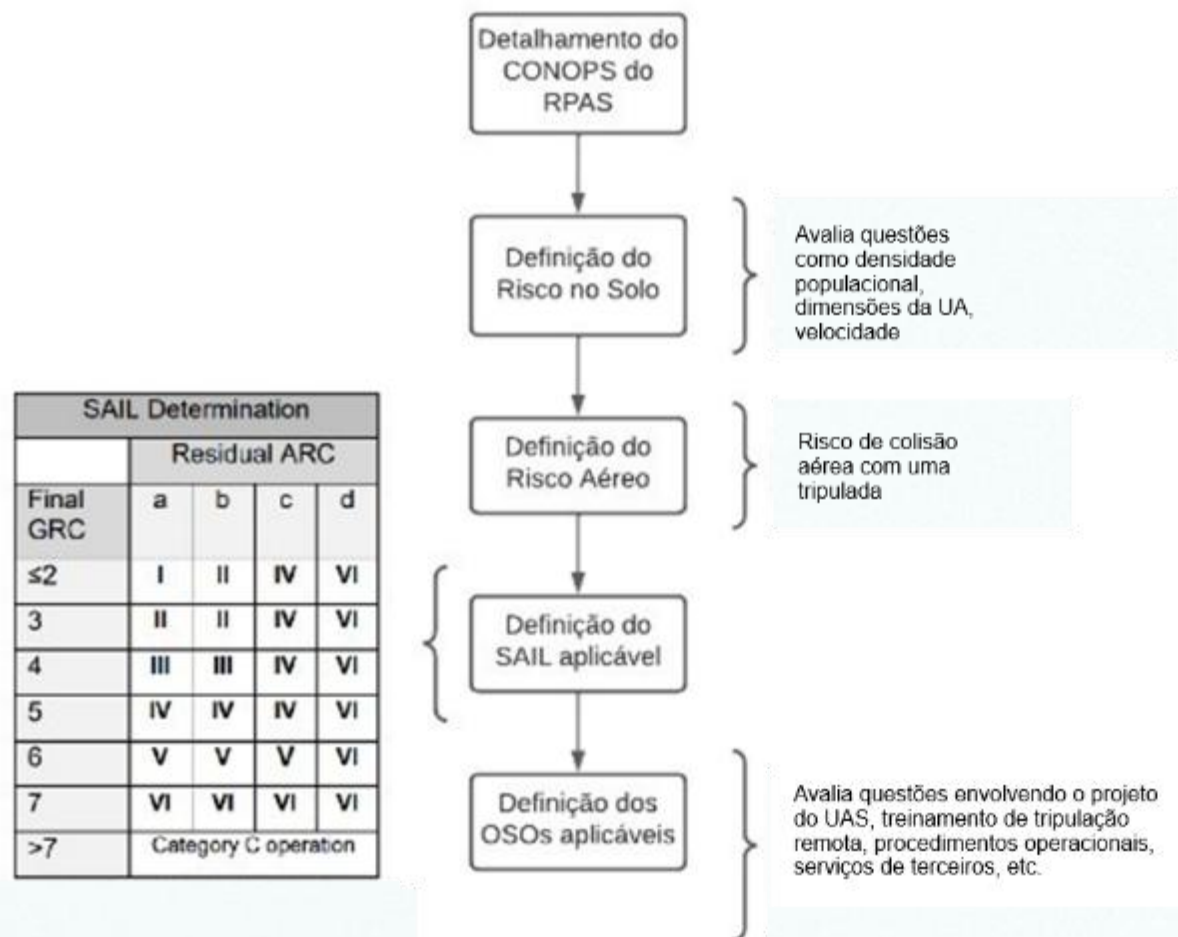 Detalhamento do
CONOPS do
RPAS
Definição do
Risco no Solo
Avalia questões
como densidade
populacional,
dimensões da UA,
velocidade
Definição do
Risco Aéreo
Risco de colisão
aérea com uma
tripulada
SAIL Determination
Residual ARC
Final
GRC a b c d
≤2 I II IV VI
3 II II IV VI
4 III III IV VI
5 IV IV IV VI
6 V V V VI
7 VI VI VI VI
>7 Category C operation
Definição do
SAIL aplicável
Definição dos
OSOs aplicáveis
Avalia questões envolvendo o projeto
do UAS, treinamento de tripulação
remota, procedimentos operacionais,
serviços de terceiros, etc.